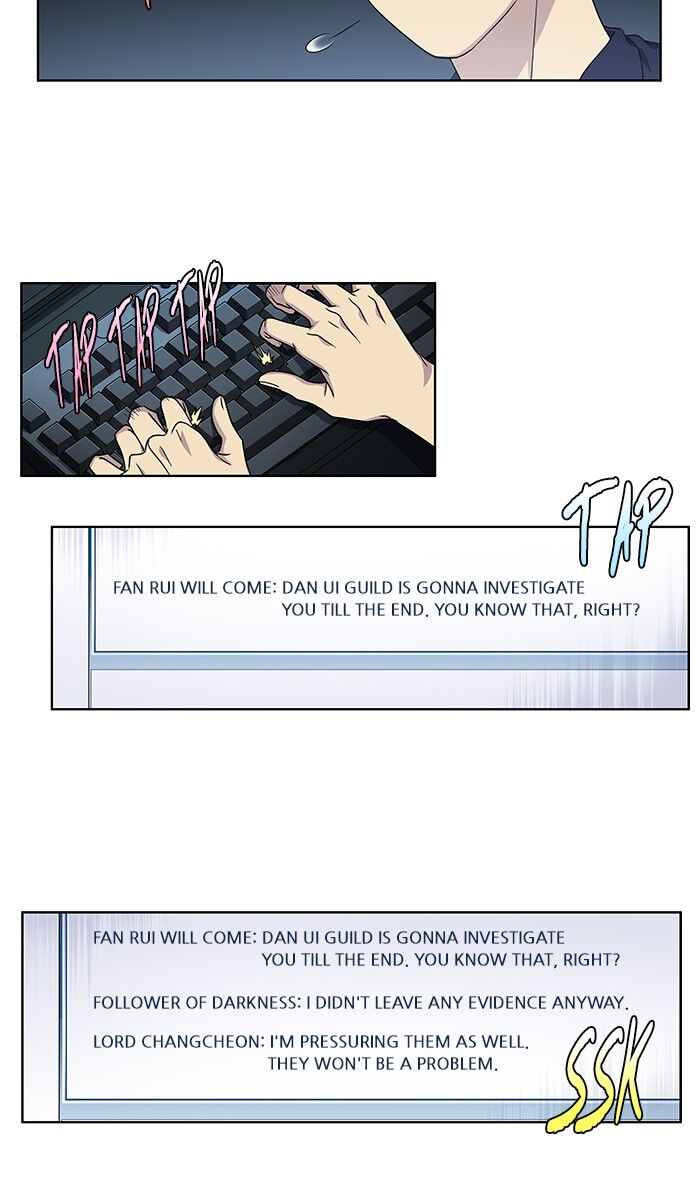 TAP TAP TAP
TAP
FAN RUI WILL COME: DAN UI GUILD IS GONNA INVESTIGATE
YOU TILL THE END. YOU KNOW THAT, RIGHT?
FAN RUI WILL COME: DAN UI GUILD IS GONNA INVESTIGATE
YOU TILL THE END. YOU KNOW THAT, RIGHT?
FOLLOWER OF DARKNESS: I DIDN'T LEAVE ANY EVIDENCE ANYWAY.
LORD CHANGCHEON: I'M PRESSURING THEM AS WELL.
THEY WON'T BE A PROBLEM.
SSK